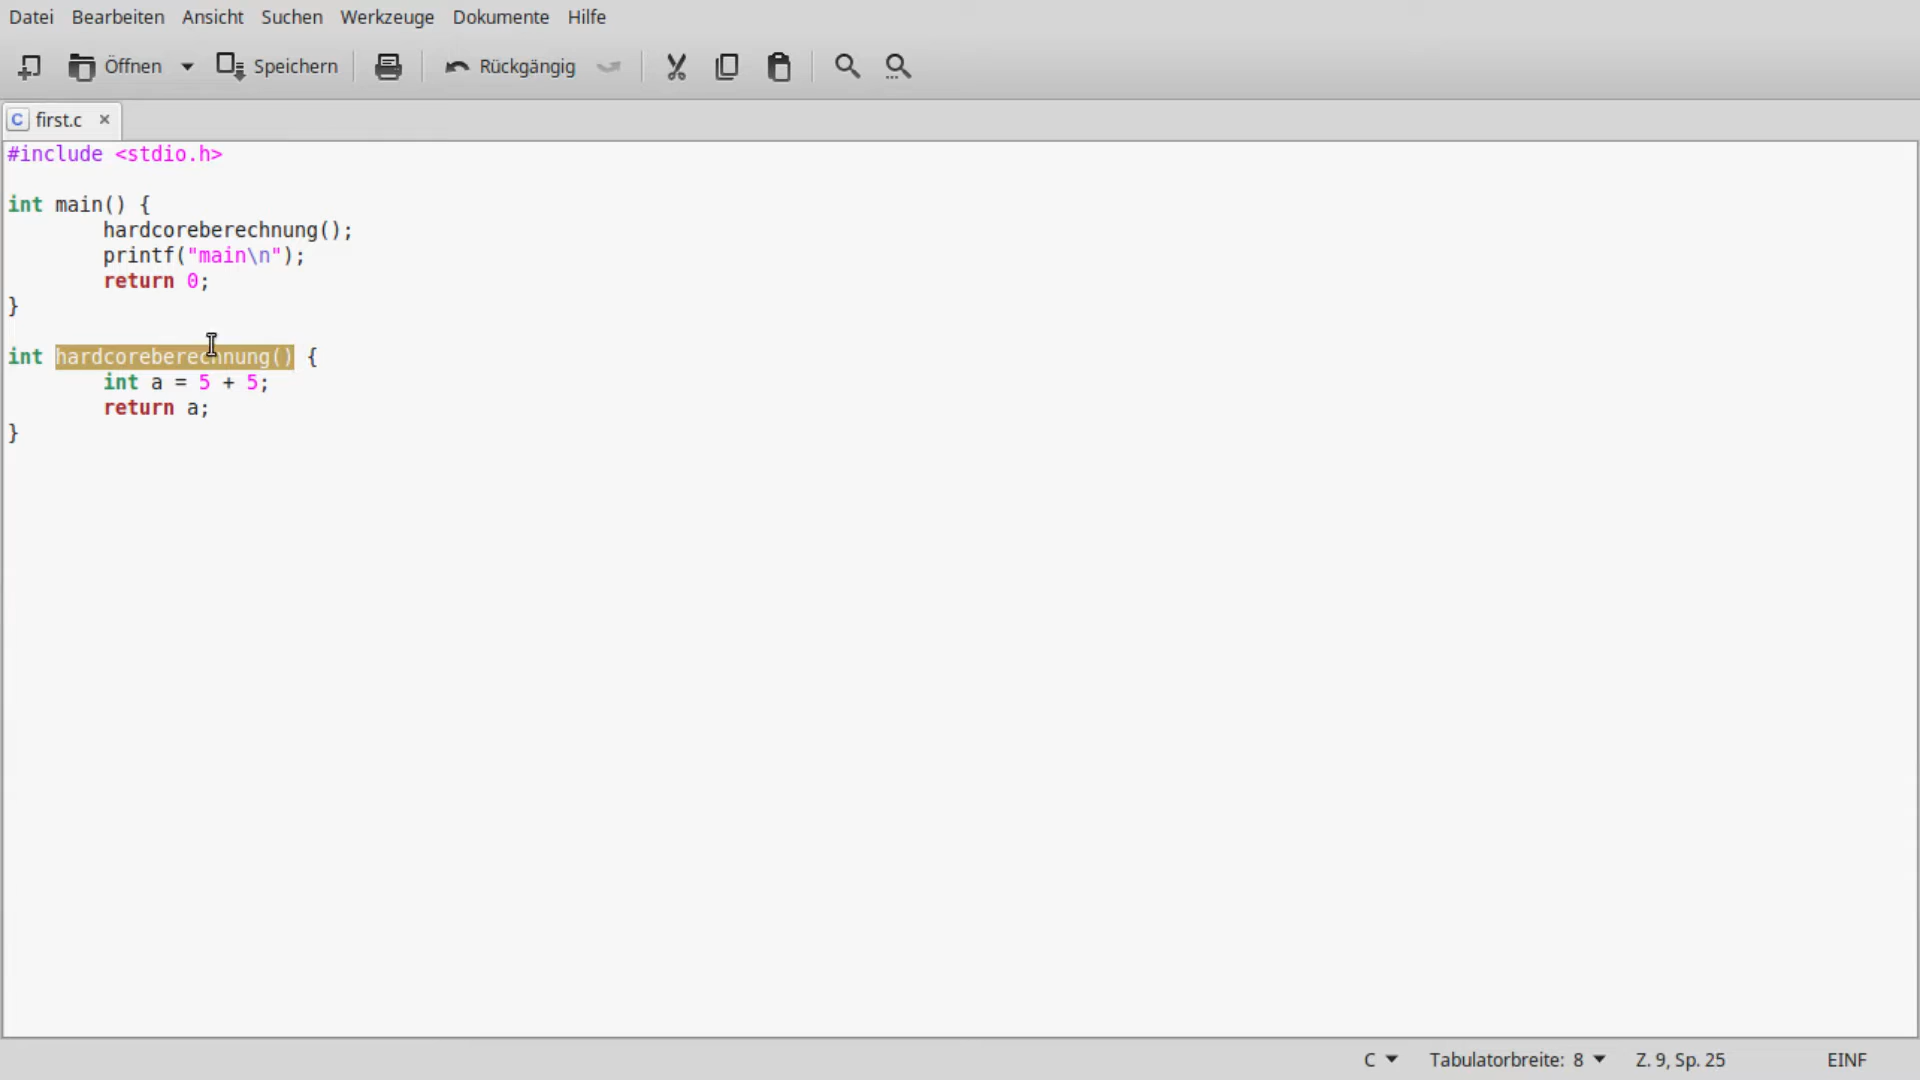 Datei Bearbeiten Ansicht Suchen Werkzeuge Dokumente Hilfe
Öffnen Speichern Rückgängig
C first.c ×
#include <stdio.h>
int main() {
hardcoreberechnung();
printf("main\n");
return 0;
}
int hardcoreberechnung() {
int a = 5 + 5;
return a;
}
C Tabulatorbreite: 8 Z. 9, Sp. 25 EINF